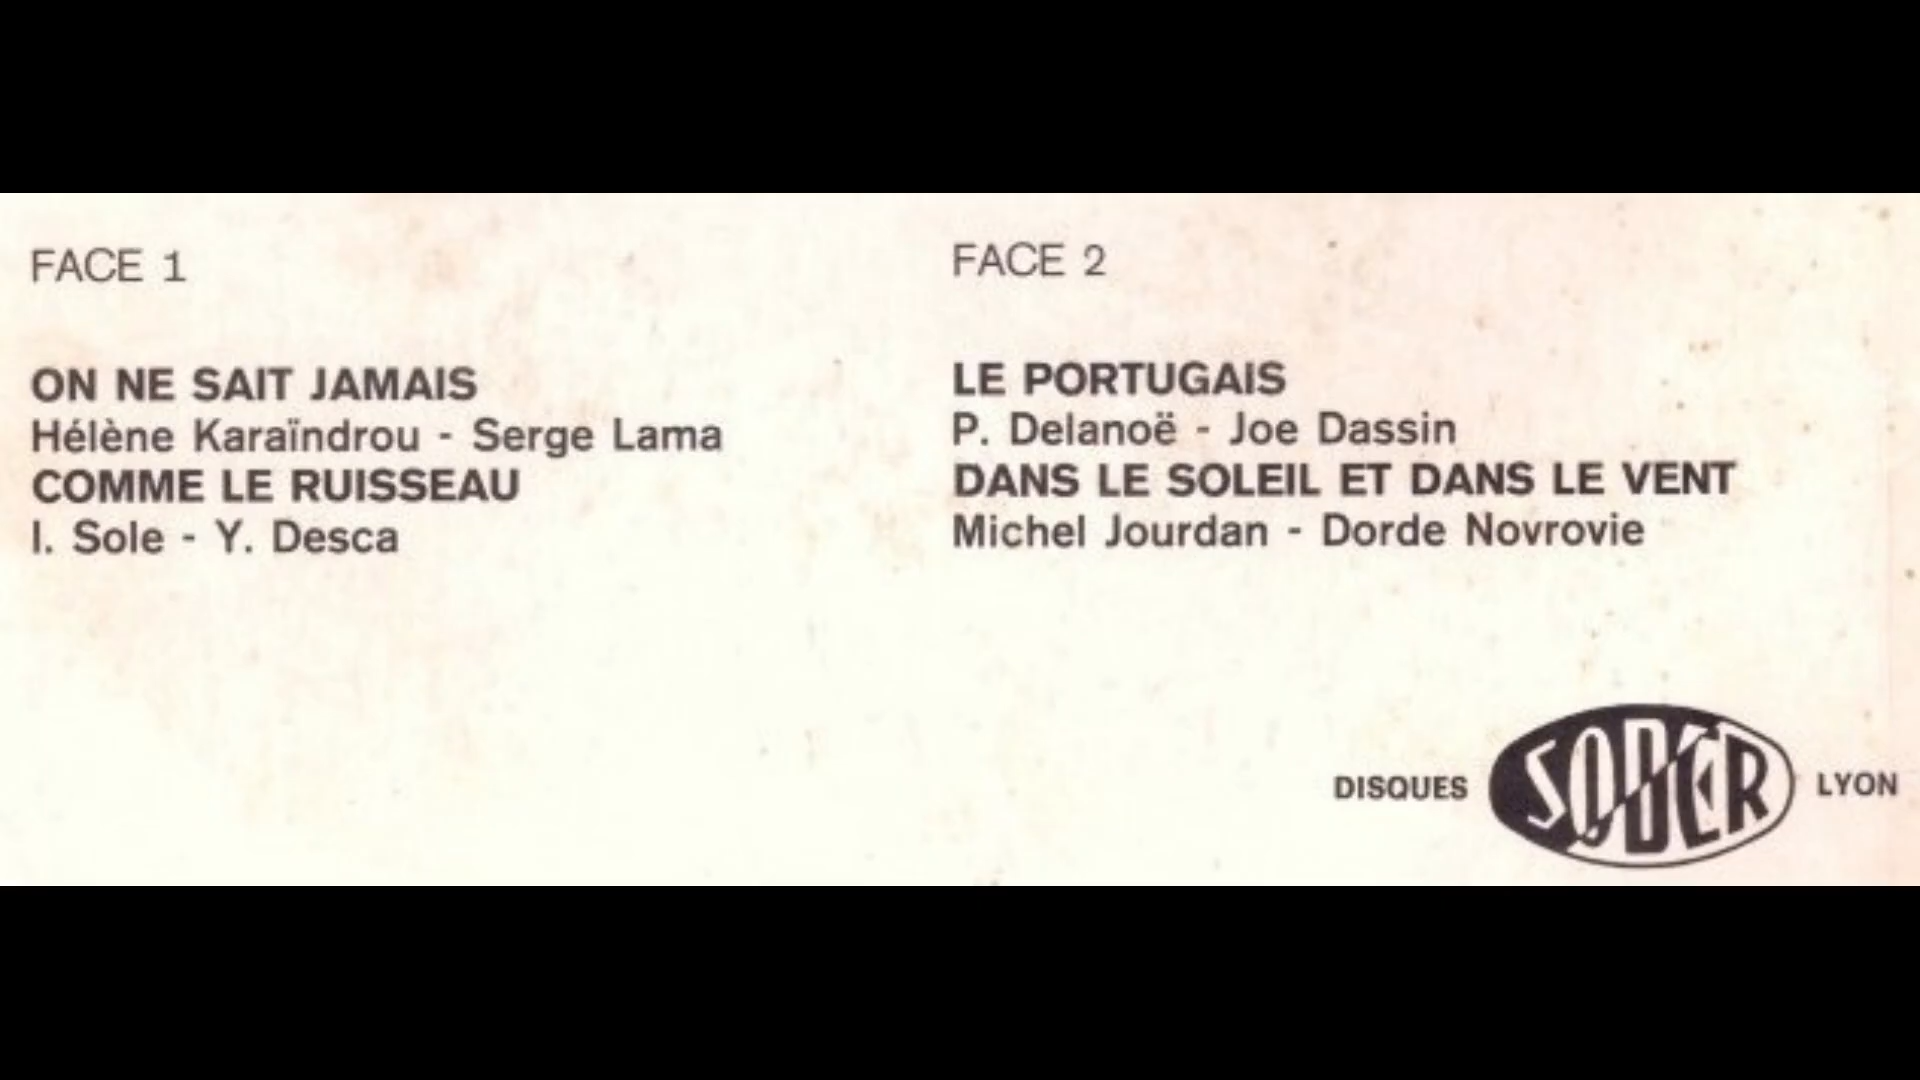 FACE 1
ON NE SAIT JAMAIS
Hélène Karaïndrou - Serge Lama
COMME LE RUISSEAU
I. Sole - Y. Desca
FACE 2
LE PORTUGAIS
P. Delanoë - Joe Dassin
DANS LE SOLEIL ET DANS LE VENT
Michel Jourdan - Dorde Novrovie
DISQUES SODER LYON